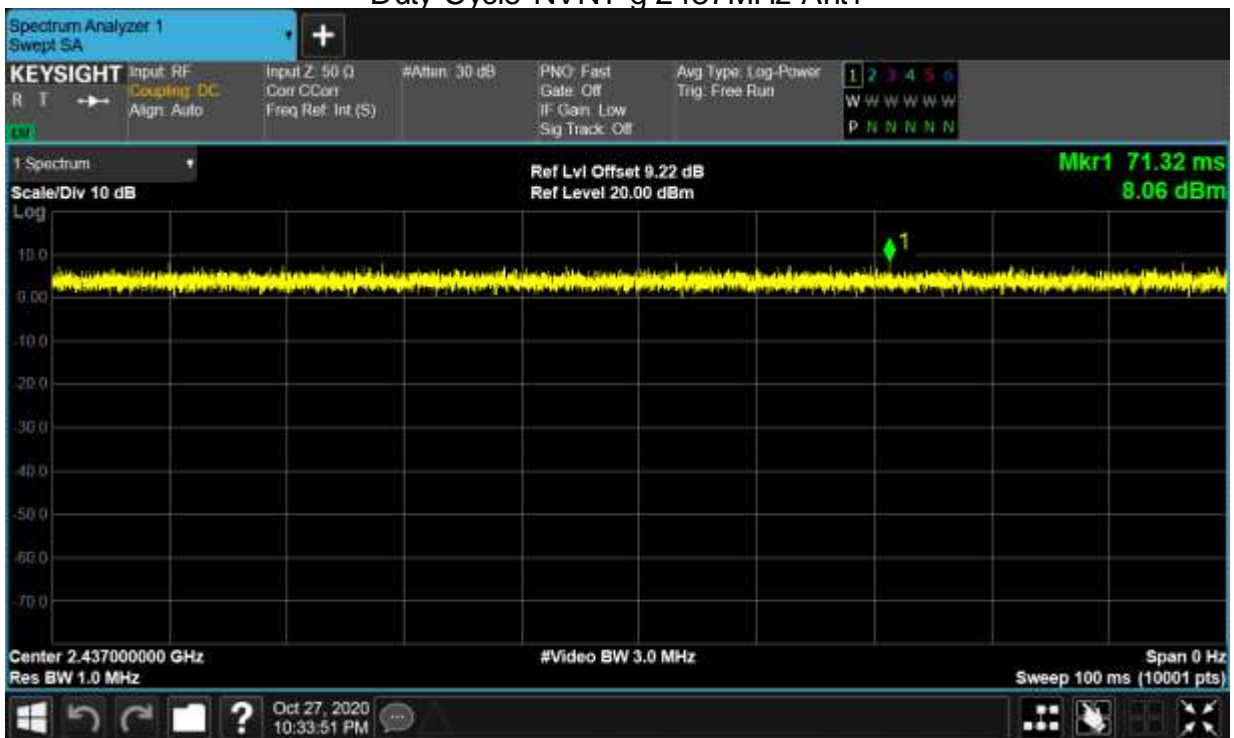 Duty Cycle NVNT g 2437MHz Ant1
Spectrum Analyzer 1
Swept SA
+
KEYSIGHT Input: RF Input Z: 50 Ω #Atten: 30 dB PNO: Fast Avg Type: Log-Power 1 2 3 4 5 6
R T Coupling: DC Corr CCorr Gate: Off Trig: Free Run W W W W W W
Align: Auto Freq Ref: Int (S) IF Gain: Low P N N N N N
Sig Track: Off
1 Spectrum
Ref Lvl Offset 9.22 dB Mkr1 71.32 ms
Scale/Div 10 dB Ref Level 20.00 dBm 8.06 dBm
Log
1
10.0
0.00
-10.0
-20.0
-30.0
-40.0
-50.0
-60.0
-70.0
Center 2.437000000 GHz #Video BW 3.0 MHz Span 0 Hz
Res BW 1.0 MHz Sweep 100 ms (10001 pts)
? Oct 27, 2020
10:33:51 PM